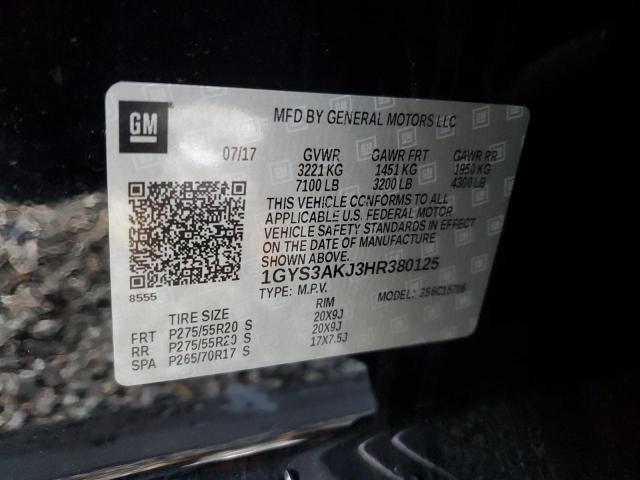 GM
MFD BY GENERAL MOTORS LLC
07/17 GVWR GAWR FRT GAWR RR
3221 KG 1451 KG 1950 KG
7100 LB 3200 LB 4300 LB
THIS VEHICLE CONFORMS TO ALL
APPLICABLE U.S. FEDERAL MOTOR
VEHICLE SAFETY STANDARDS IN EFFECT
ON THE DATE OF MANUFACTURE
SHOWN ABOVE.
1GYS3AKJ3HR380125
8555
TYPE: M.P.V. MODEL:
TIRE SIZE RIM
FRT P275/55R20 S 20X9J
RR P275/55R20 S 20X9J
SPA P265/70R17 S 17X7.5J